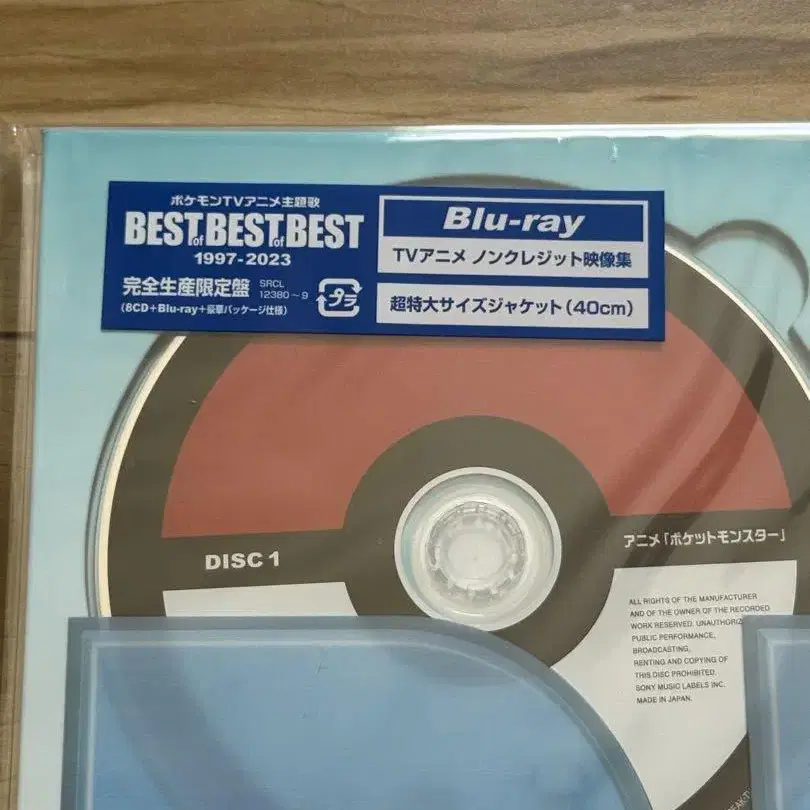 ポケモンTVアニメ主題歌
BEST of BEST of BEST
1997-2023
完全生産限定盤
SRCL
12380～9
プラ
(8CD+Blu-ray+豪華パッケージ仕様)
Blu-ray
TVアニメ ノンクレジット映像集
超特大サイズジャケット(40cm)
DISC 1
アニメ「ポケットモンスター」
ALL RIGHTS OF THE MANUFACTURER
AND OF THE OWNER OF THE RECORDED
WORK RESERVED. UNAUTHORIZ
PUBLIC PERFORMANCE,
BROADCASTING,
RENTING AND COPYING OF
THIS DISC PROHIBITED.
SONY MUSIC LABELS INC.
MADE IN JAPAN.